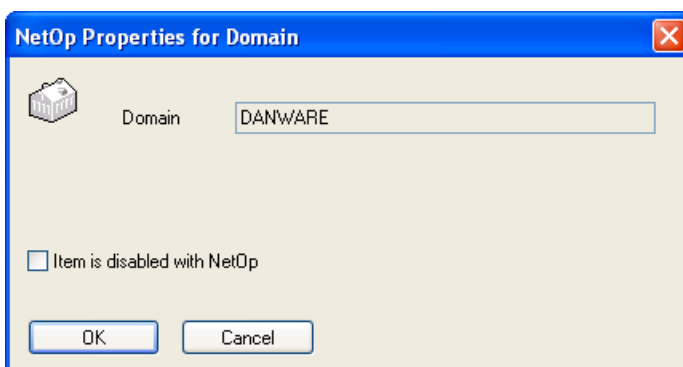 NetOp Properties for Domain
Domain DANWARE
Item is disabled with NetOp
OK Cancel